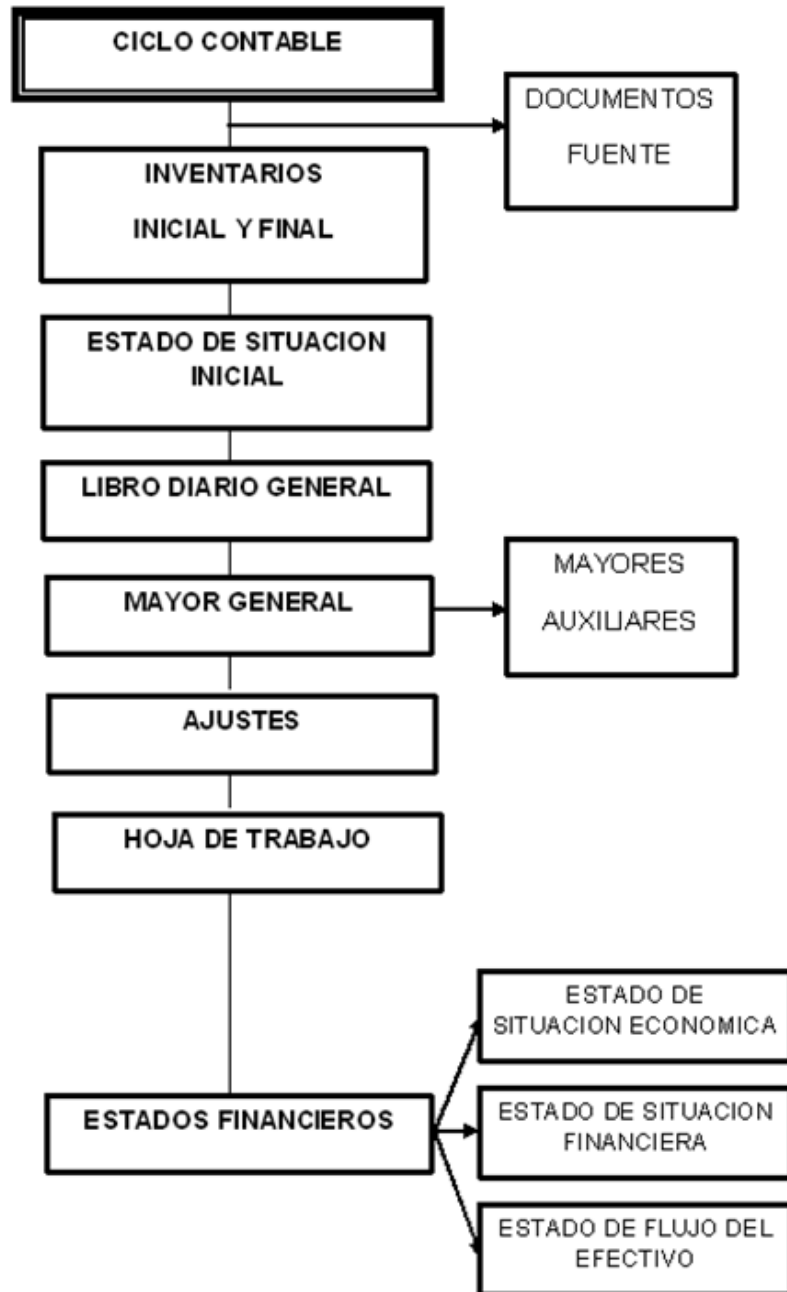 CICLO CONTABLE
DOCUMENTOS
FUENTE
INVENTARIOS
INICIAL Y FINAL
ESTADO DE SITUACION
INICIAL
LIBRO DIARIO GENERAL
MAYOR GENERAL
MAYORES
AUXILIARES
AJUSTES
HOJA DE TRABAJO
ESTADOS FINANCIEROS
ESTADO DE
SITUACION ECONOMICA
ESTADO DE SITUACION
FINANCIERA
ESTADO DE FLUJO DEL
EFECTIVO